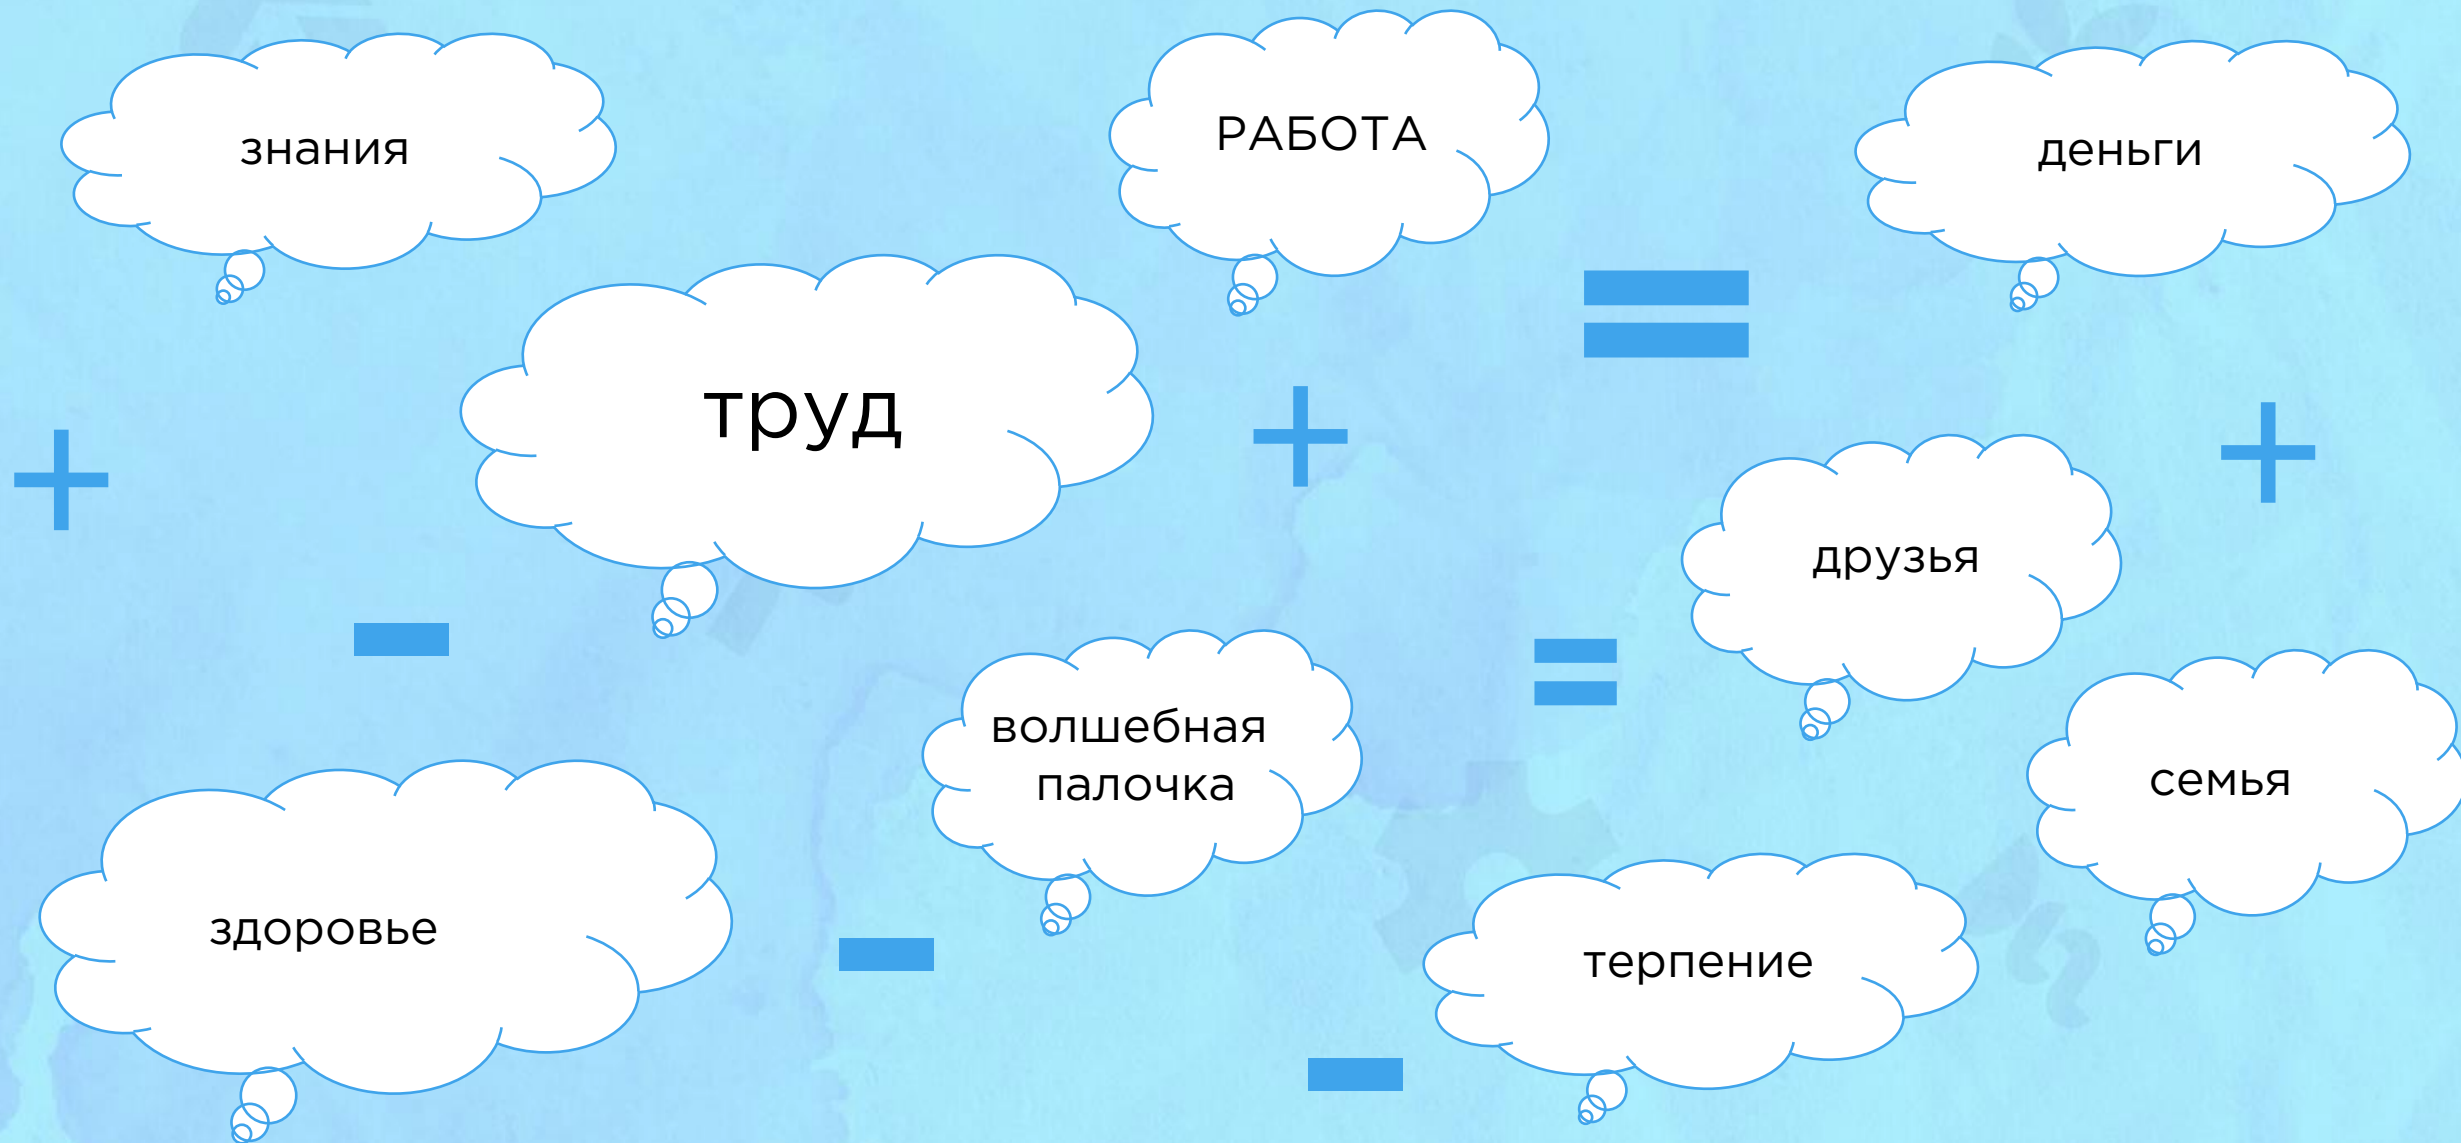 знания
РАБОТА
деньги
=
труд
+
+
+
друзья
-
=
волшебная
палочка
семья
здоровье
-
терпение
-